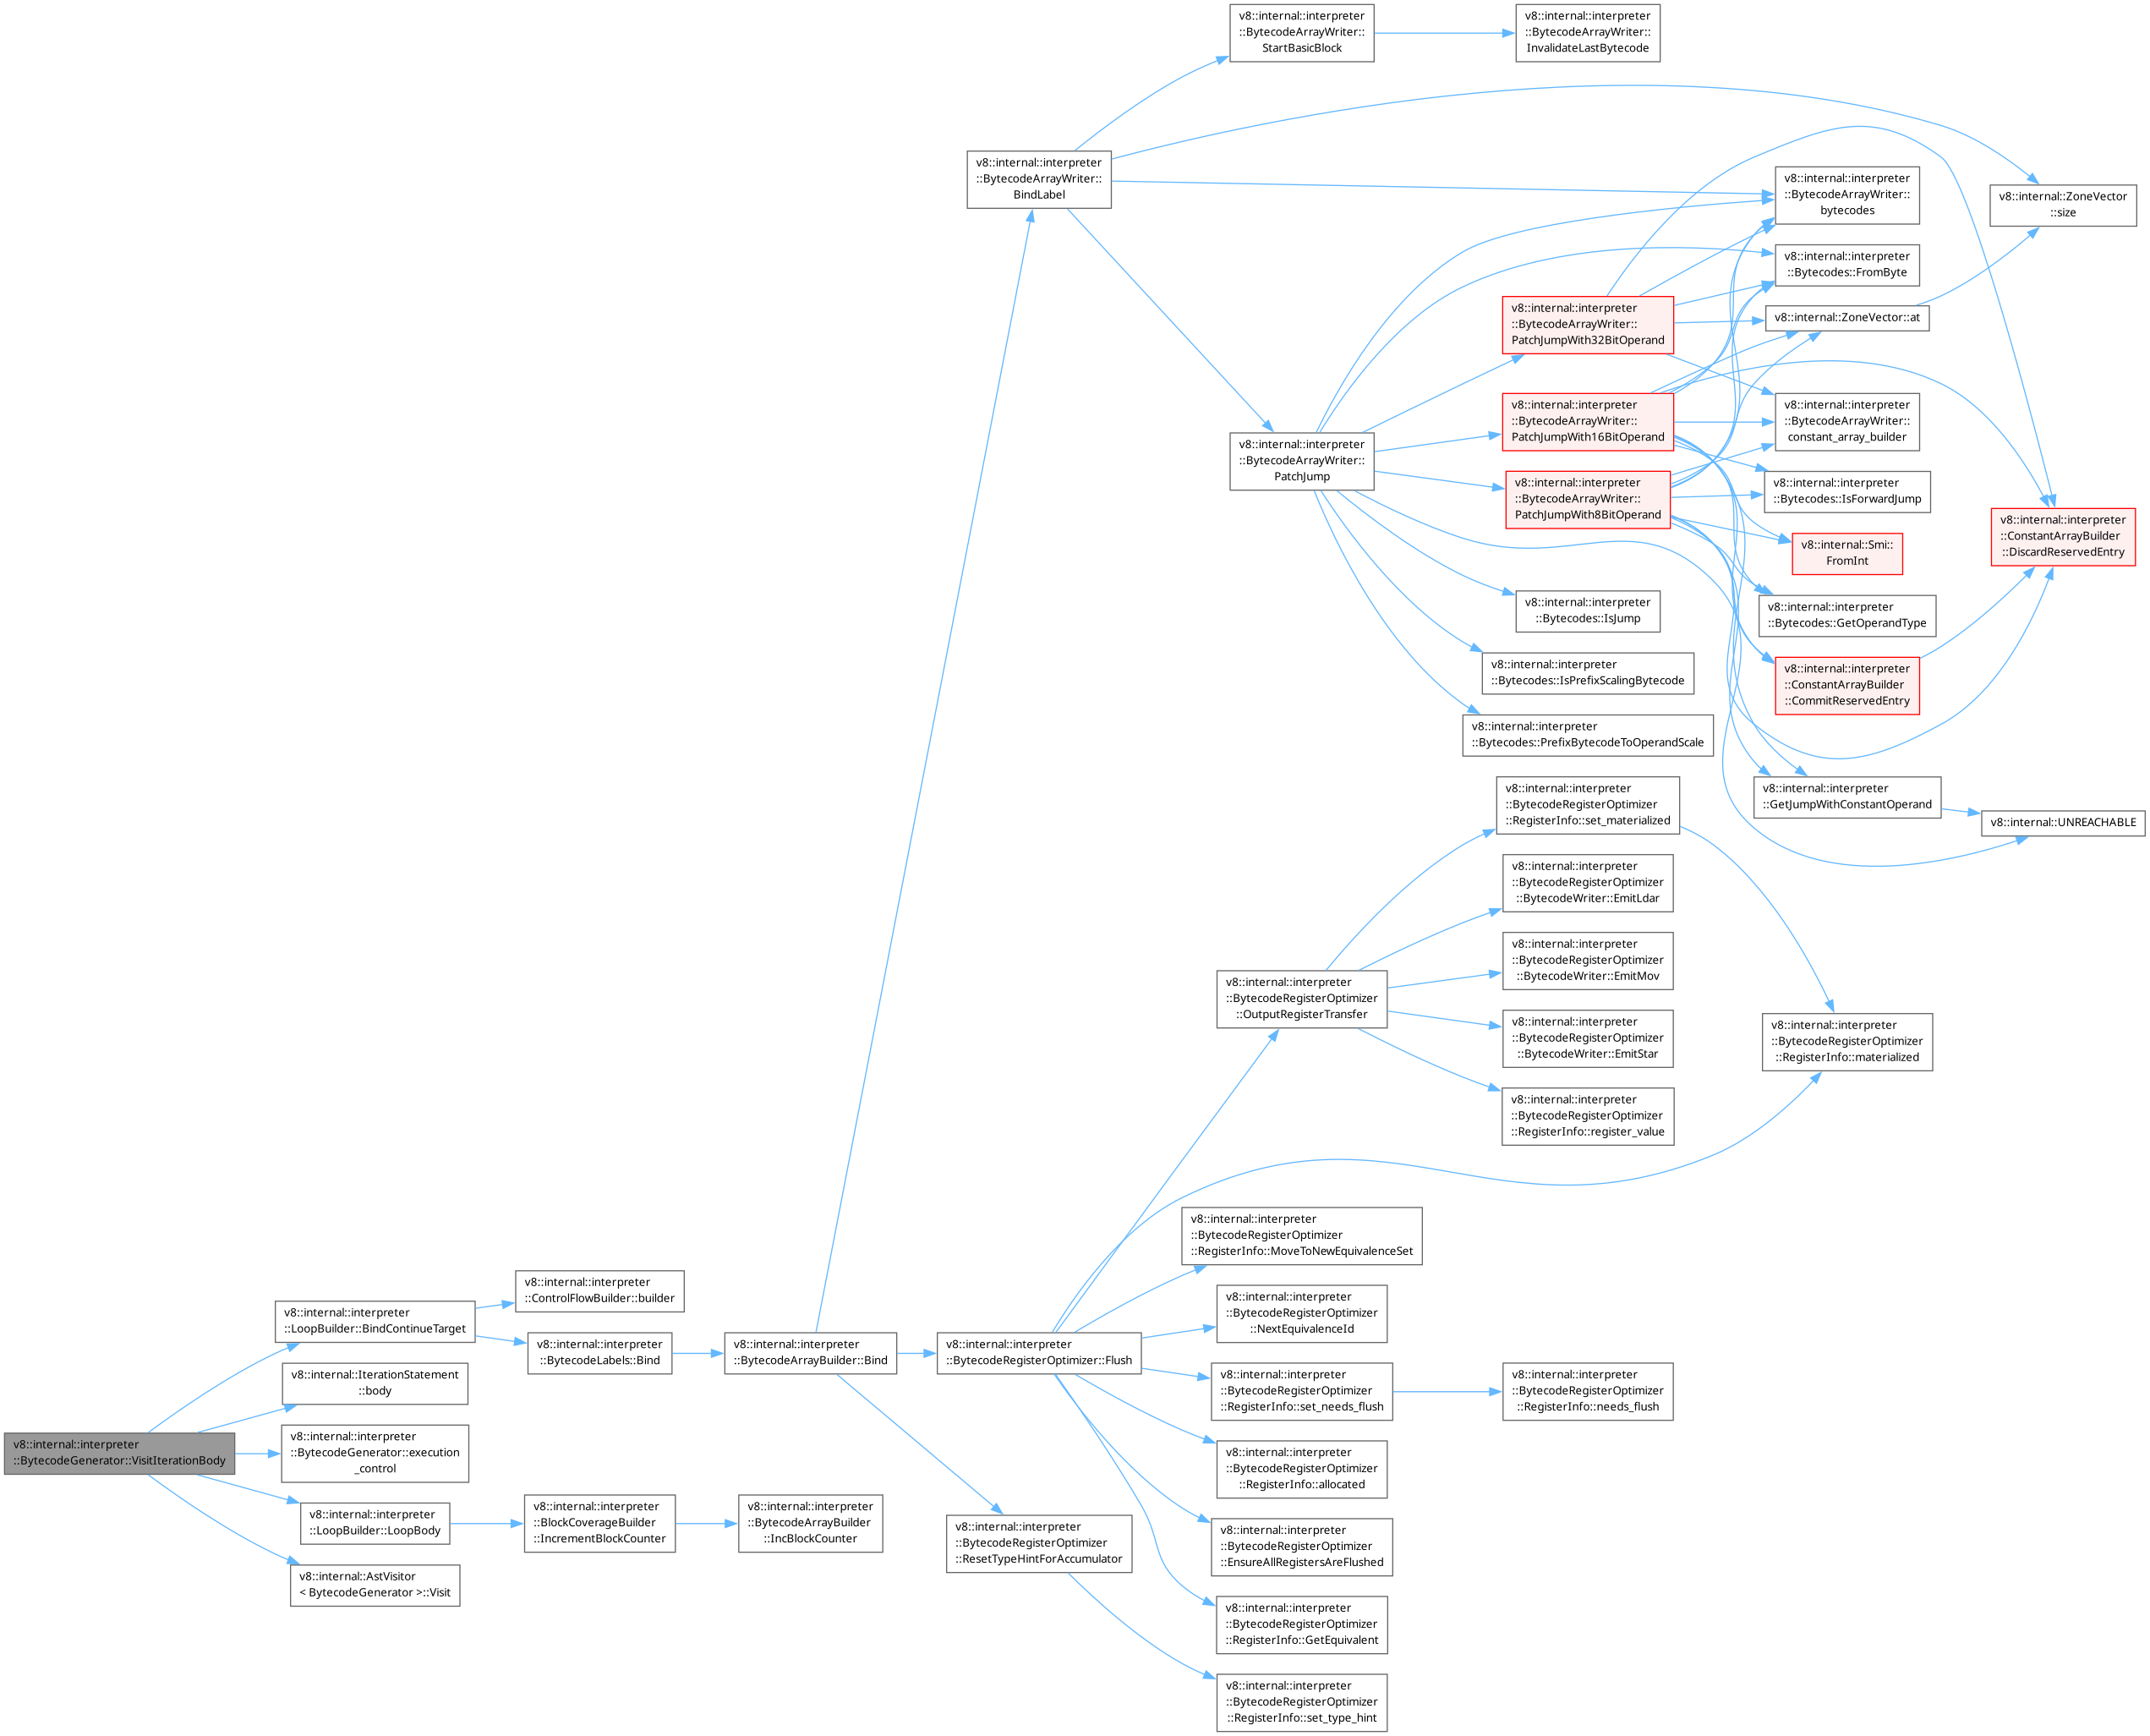 v8::internal::interpreter
::BytecodeGenerator::VisitIterationBody
v8::internal::interpreter
::LoopBuilder::BindContinueTarget
v8::internal::IterationStatement
::body
v8::internal::interpreter
::BytecodeGenerator::execution
_control
v8::internal::interpreter
::LoopBuilder::LoopBody
v8::internal::AstVisitor
< BytecodeGenerator >::Visit
v8::internal::interpreter
::ControlFlowBuilder::builder
v8::internal::interpreter
::BytecodeLabels::Bind
v8::internal::interpreter
::BlockCoverageBuilder
::IncrementBlockCounter
v8::internal::interpreter
::BytecodeArrayBuilder::Bind
v8::internal::interpreter
::BytecodeArrayBuilder
::IncBlockCounter
v8::internal::interpreter
::BytecodeArrayWriter::
BindLabel
v8::internal::interpreter
::BytecodeRegisterOptimizer::Flush
v8::internal::interpreter
::BytecodeRegisterOptimizer
::ResetTypeHintForAccumulator
v8::internal::interpreter
::BytecodeArrayWriter::
StartBasicBlock
v8::internal::interpreter
::BytecodeArrayWriter::
PatchJump
v8::internal::interpreter
::BytecodeRegisterOptimizer
::OutputRegisterTransfer
v8::internal::interpreter
::BytecodeRegisterOptimizer
::RegisterInfo::MoveToNewEquivalenceSet
v8::internal::interpreter
::BytecodeRegisterOptimizer
::NextEquivalenceId
v8::internal::interpreter
::BytecodeRegisterOptimizer
::RegisterInfo::set_needs_flush
v8::internal::interpreter
::BytecodeRegisterOptimizer
::RegisterInfo::allocated
v8::internal::interpreter
::BytecodeRegisterOptimizer
::EnsureAllRegistersAreFlushed
v8::internal::interpreter
::BytecodeRegisterOptimizer
::RegisterInfo::GetEquivalent
v8::internal::interpreter
::BytecodeRegisterOptimizer
::RegisterInfo::set_type_hint
v8::internal::interpreter
::BytecodeArrayWriter::
InvalidateLastBytecode
v8::internal::interpreter
::BytecodeArrayWriter::
PatchJumpWith32BitOperand
v8::internal::interpreter
::BytecodeArrayWriter::
PatchJumpWith16BitOperand
v8::internal::interpreter
::BytecodeArrayWriter::
PatchJumpWith8BitOperand
v8::internal::interpreter
::Bytecodes::IsJump
v8::internal::interpreter
::Bytecodes::IsPrefixScalingBytecode
v8::internal::interpreter
::Bytecodes::PrefixBytecodeToOperandScale
v8::internal::interpreter
::BytecodeRegisterOptimizer
::RegisterInfo::set_materialized
v8::internal::interpreter
::BytecodeRegisterOptimizer
::BytecodeWriter::EmitLdar
v8::internal::interpreter
::BytecodeRegisterOptimizer
::BytecodeWriter::EmitMov
v8::internal::interpreter
::BytecodeRegisterOptimizer
::BytecodeWriter::EmitStar
v8::internal::interpreter
::BytecodeRegisterOptimizer
::RegisterInfo::register_value
v8::internal::interpreter
::BytecodeRegisterOptimizer
::RegisterInfo::needs_flush
v8::internal::interpreter
::BytecodeArrayWriter::
bytecodes
v8::internal::interpreter
::Bytecodes::FromByte
v8::internal::ZoneVector::at
v8::internal::interpreter
::BytecodeArrayWriter::
constant_array_builder
v8::internal::interpreter
::Bytecodes::IsForwardJump
v8::internal::Smi::
FromInt
v8::internal::interpreter
::Bytecodes::GetOperandType
v8::internal::interpreter
::ConstantArrayBuilder
::CommitReservedEntry
v8::internal::interpreter
::GetJumpWithConstantOperand
v8::internal::interpreter
::BytecodeRegisterOptimizer
::RegisterInfo::materialized
v8::internal::ZoneVector
::size
v8::internal::interpreter
::ConstantArrayBuilder
::DiscardReservedEntry
v8::internal::UNREACHABLE